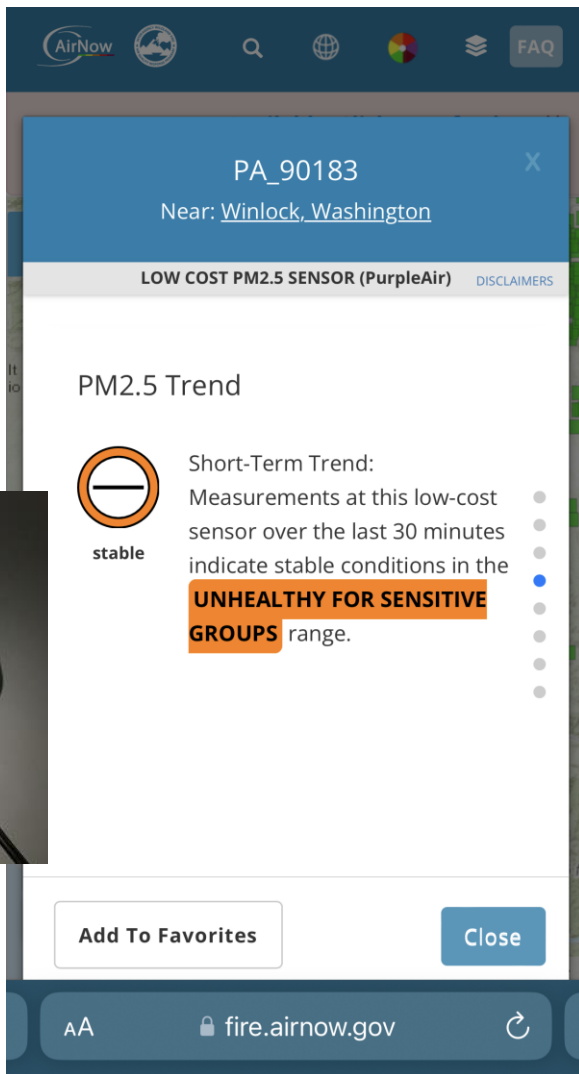 AirNow
FAQ
PA_90183
X
Near: Winlock, Washington
LOW COST PM2.5 SENSOR (PurpleAir) DISCLAIMERS
PM2.5 Trend
Short-Term Trend:
Measurements at this low-cost
sensor over the last 30 minutes
stable
indicate stable conditions in the
UNHEALTHY FOR SENSITIVE
GROUPS range.
Add To Favorites
Close
AA
fire.airnow.gov